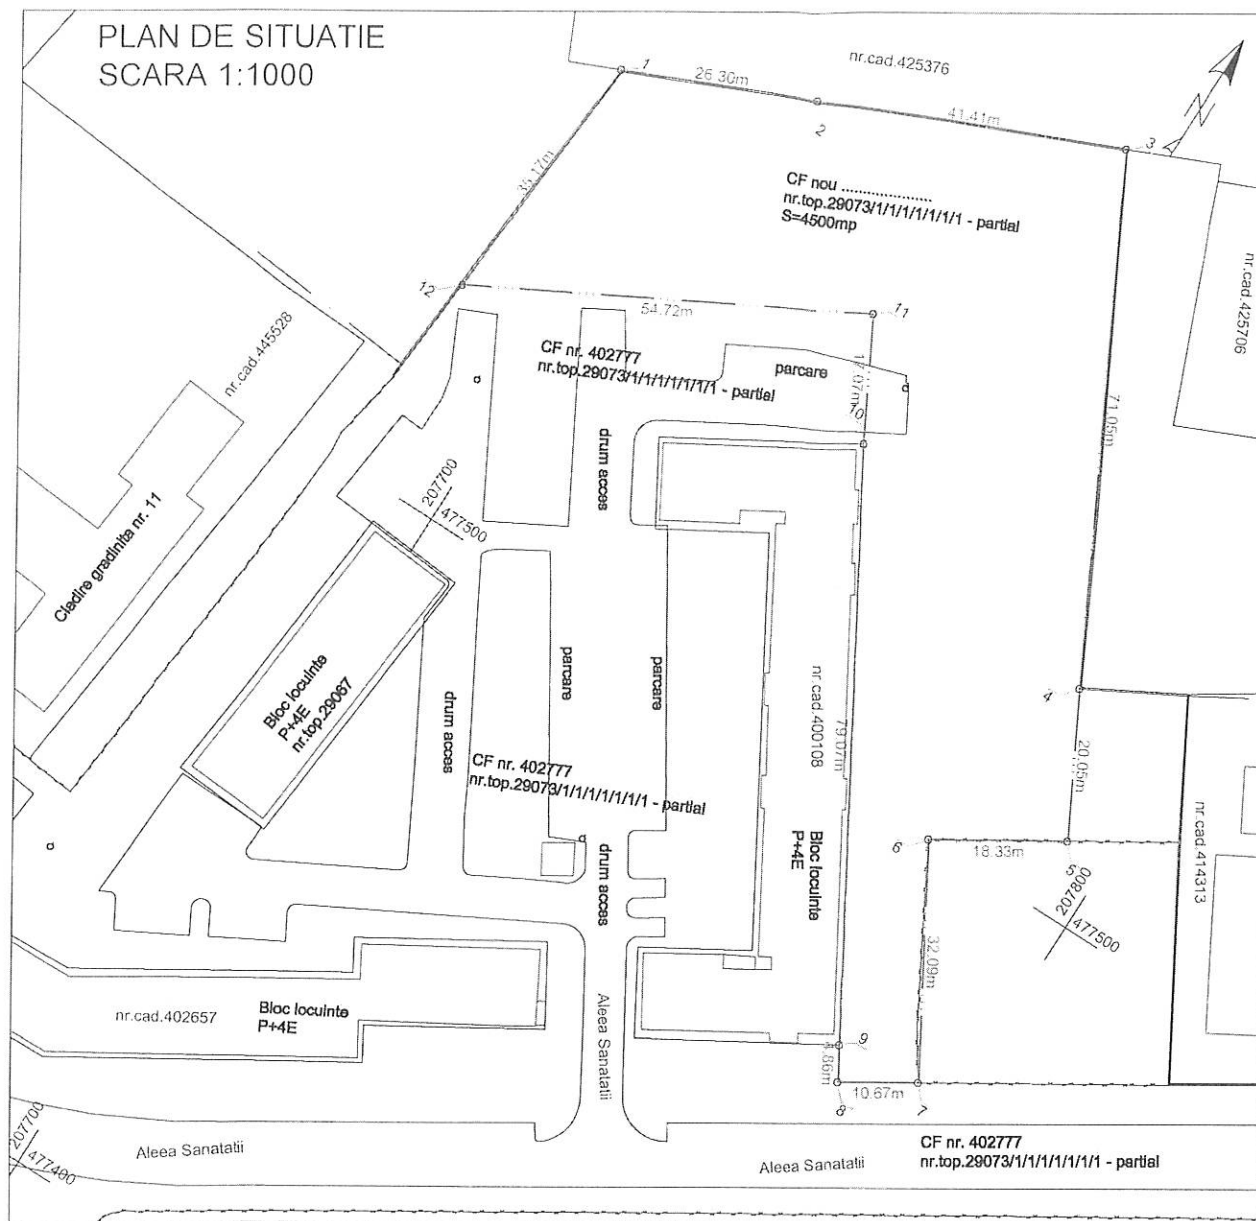 PLAN DE SITUATIE
SCARA 1:1000
nr.cad.425376
N
1
26.30m
2
41.41m
3
35.17m
CF nou .....................
nr.top.29073/1/1/1/1/1/1/1 - partial
S=4500mp
nr.cad.425706
12
54.72m
11
nr.cad.445528
CF nr. 402777
nr.top.29073/1/1/1/1/1/1/1 - partial
parcare
17.07m
10
71.05m
drum acces
207700
477500
Cladire gradinita nr. 11
Bloc locuinte
P+4E
nr.top.29067
parcare
parcare
drum acces
nr.cad.400108
79.07m
4
CF nr. 402777
nr.top.29073/1/1/1/1/1/1/1 - partial
20.05m
nr.cad.414313
drum acces
Bloc locuinte
P+4E
6
18.33m
5
207800
477500
32.09m
nr.cad.402657
Bloc locuinte
P+4E
Aleea Sanatatii
9
4.86m
10.67m
8
7
207700
477400
Aleea Sanatatii
Aleea Sanatatii
CF nr. 402777
nr.top.29073/1/1/1/1/1/1/1 - partial